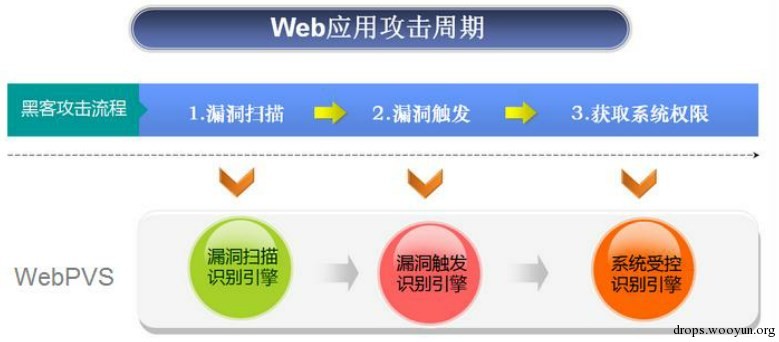 Web应用攻击周期
黑客攻击流程
1.漏洞扫描
2.漏洞触发
3.获取系统权限
WebPVS
漏洞扫描
识别引擎
漏洞触发
识别引擎
系统受控
识别引擎
drops.wooyun.org